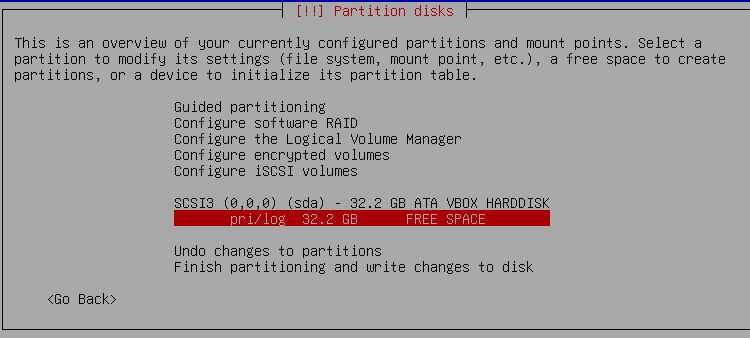 [!!] Partition disks
This is an overview of your currently configured partitions and mount points. Select a
partition to modify its settings (file system, mount point, etc.), a free space to create
partitions, or a device to initialize its partition table.
Guided partitioning
Configure software RAID
Configure the Logical Volume Manager
Configure encrypted volumes
Configure iSCSI volumes
SCSI3 (0,0,0) (sda) - 32.2 GB ATA VBOX HARDDISK
pri/log 32.2 GB FREE SPACE
Undo changes to partitions
Finish partitioning and write changes to disk
<Go Back>